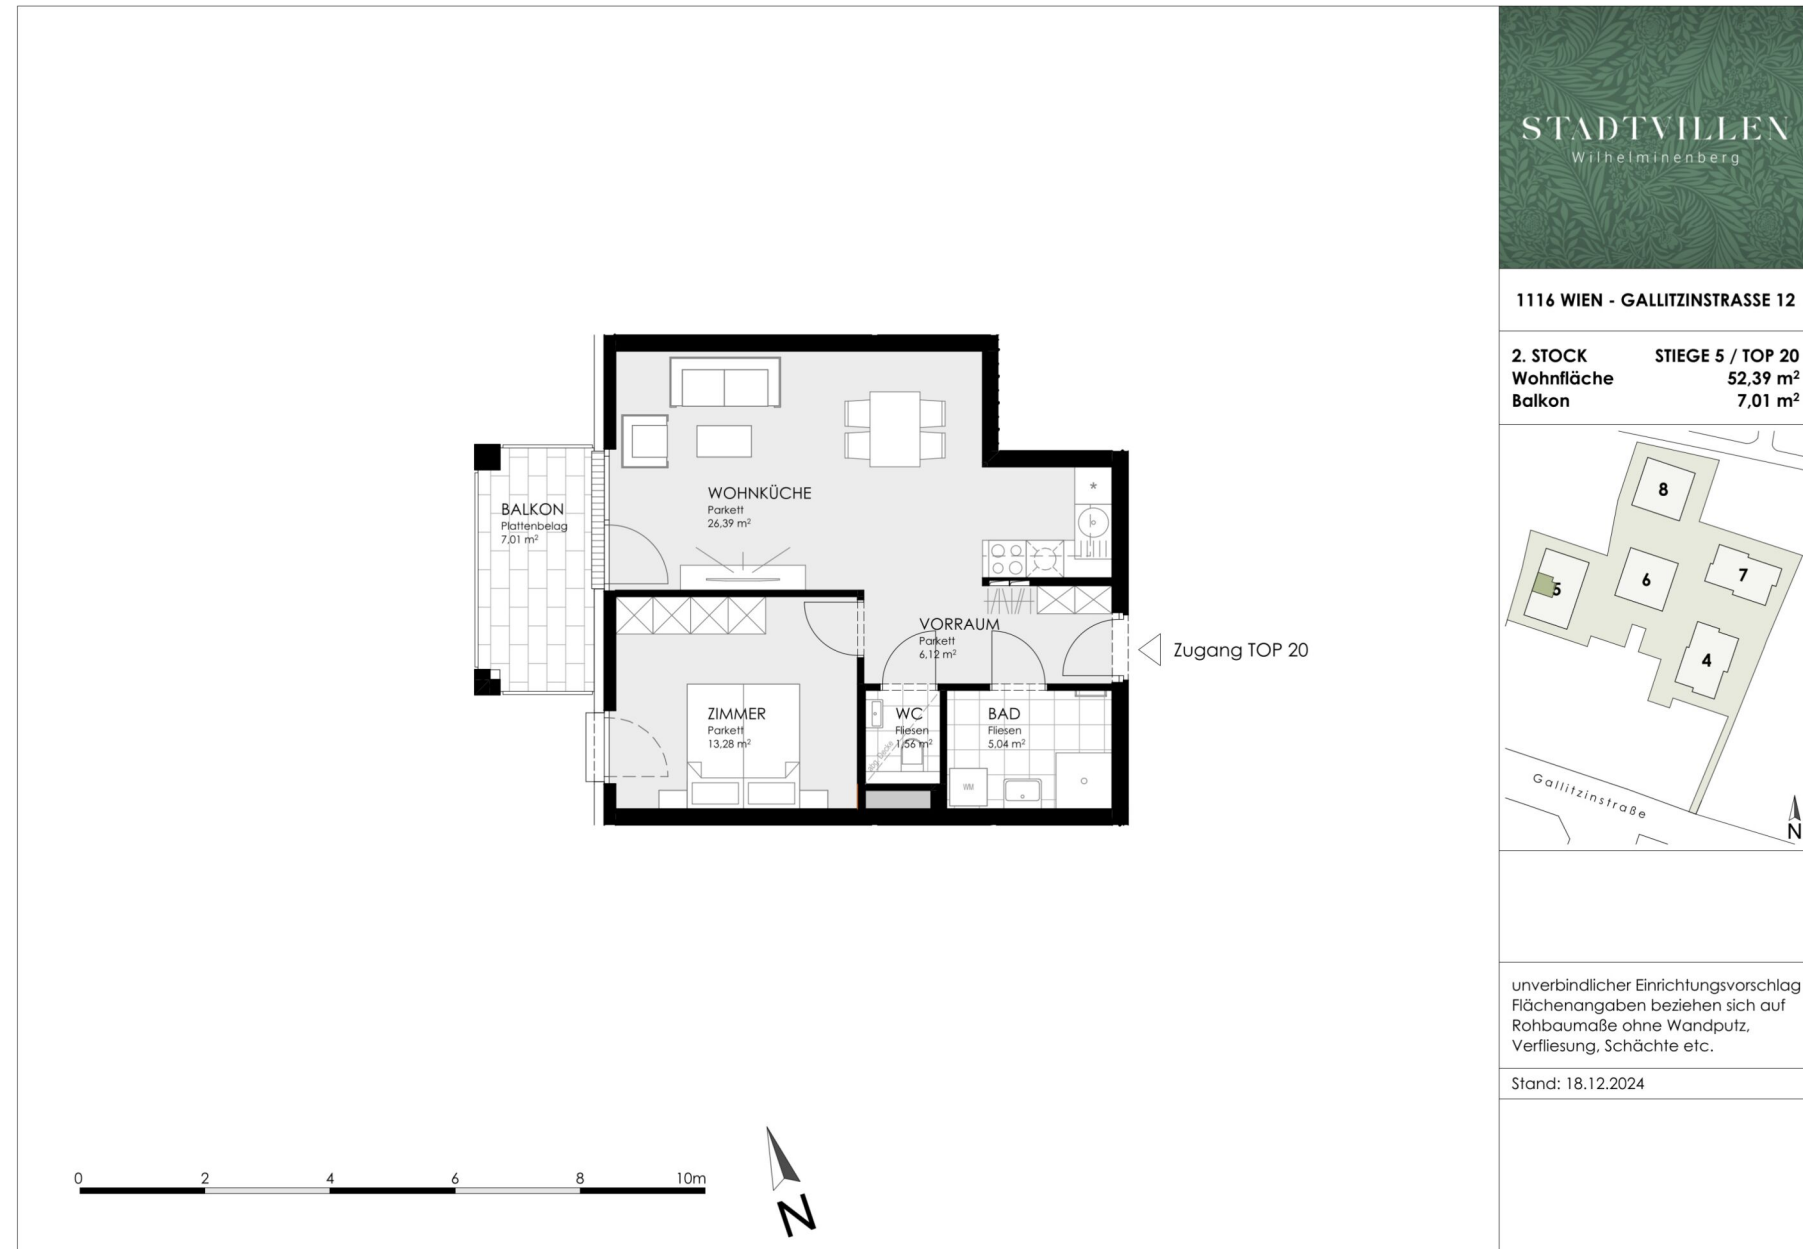 STADTVILLEN
Wilhelminenberg
1116 WIEN - GALLITZINSTRASSE 12
2. STOCK STIEGE 5 / TOP 20
Wohnfläche 52,39 m²
Balkon 7,01 m²
8
5
6
7
4
Gallitzinstraße
N
unverbindlicher Einrichtungsvorschlag
Flächenangaben beziehen sich auf
Rohbaumaße ohne Wandputz,
Verfliesung, Schächte etc.
Stand: 18.12.2024
BALKON
Plattenbelag
7,01 m²
WOHNKÜCHE
Parkett
26,39 m²
*
VORRAUM
Parkett
6,12 m²
Zugang TOP 20
ZIMMER
Parkett
13,28 m²
WC
Fliesen
1,56 m²
abg. Decke
BAD
Fliesen
5,04 m²
WM
0 2 4 6 8 10m
N